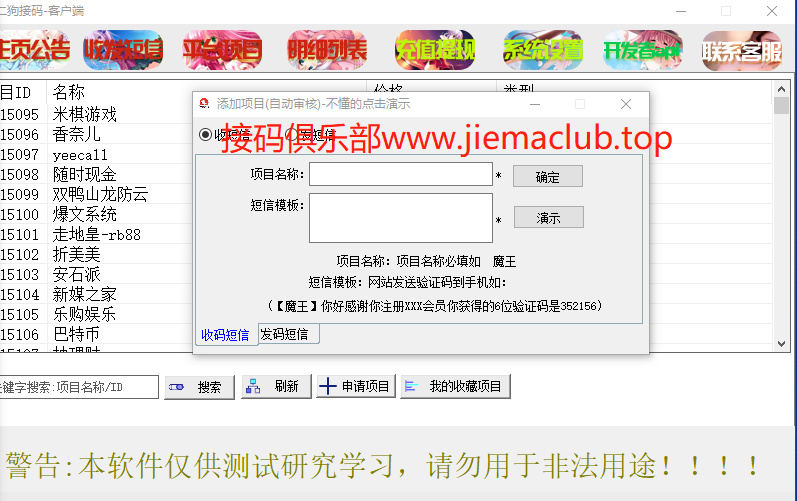 二狗接码-客户端
主页公告 收发短信 平台项目 明细列表 充值提现 系统设置 开发者api 联系客服
目ID 名称 价格 类型
15095 米棋游戏
15096 香奈儿
15097 yeecall
15098 随时现金
15099 双鸭山龙防云
15100 爆文系统
15101 走地皇-rb88
15102 折美美
15103 安石派
15104 新媒之家
15105 乐购娱乐
15106 巴特币
15107
添加项目(自动审核)-不懂的点击演示
收短信 发短信
接码俱乐部www.jiemaclub.top
项目名称: * 确定
短信模板: * 演示
项目名称: 项目名称必填如 魔王
短信模板: 网站发送验证码到手机如:
(【魔王】你好感谢你注册XXX会员你获得的6位验证码是352156)
收码短信 发码短信
关键字搜索:项目名称/ID 搜索 刷新 申请项目 我的收藏项目
警告:本软件仅供测试研究学习，请勿用于非法用途！！！！